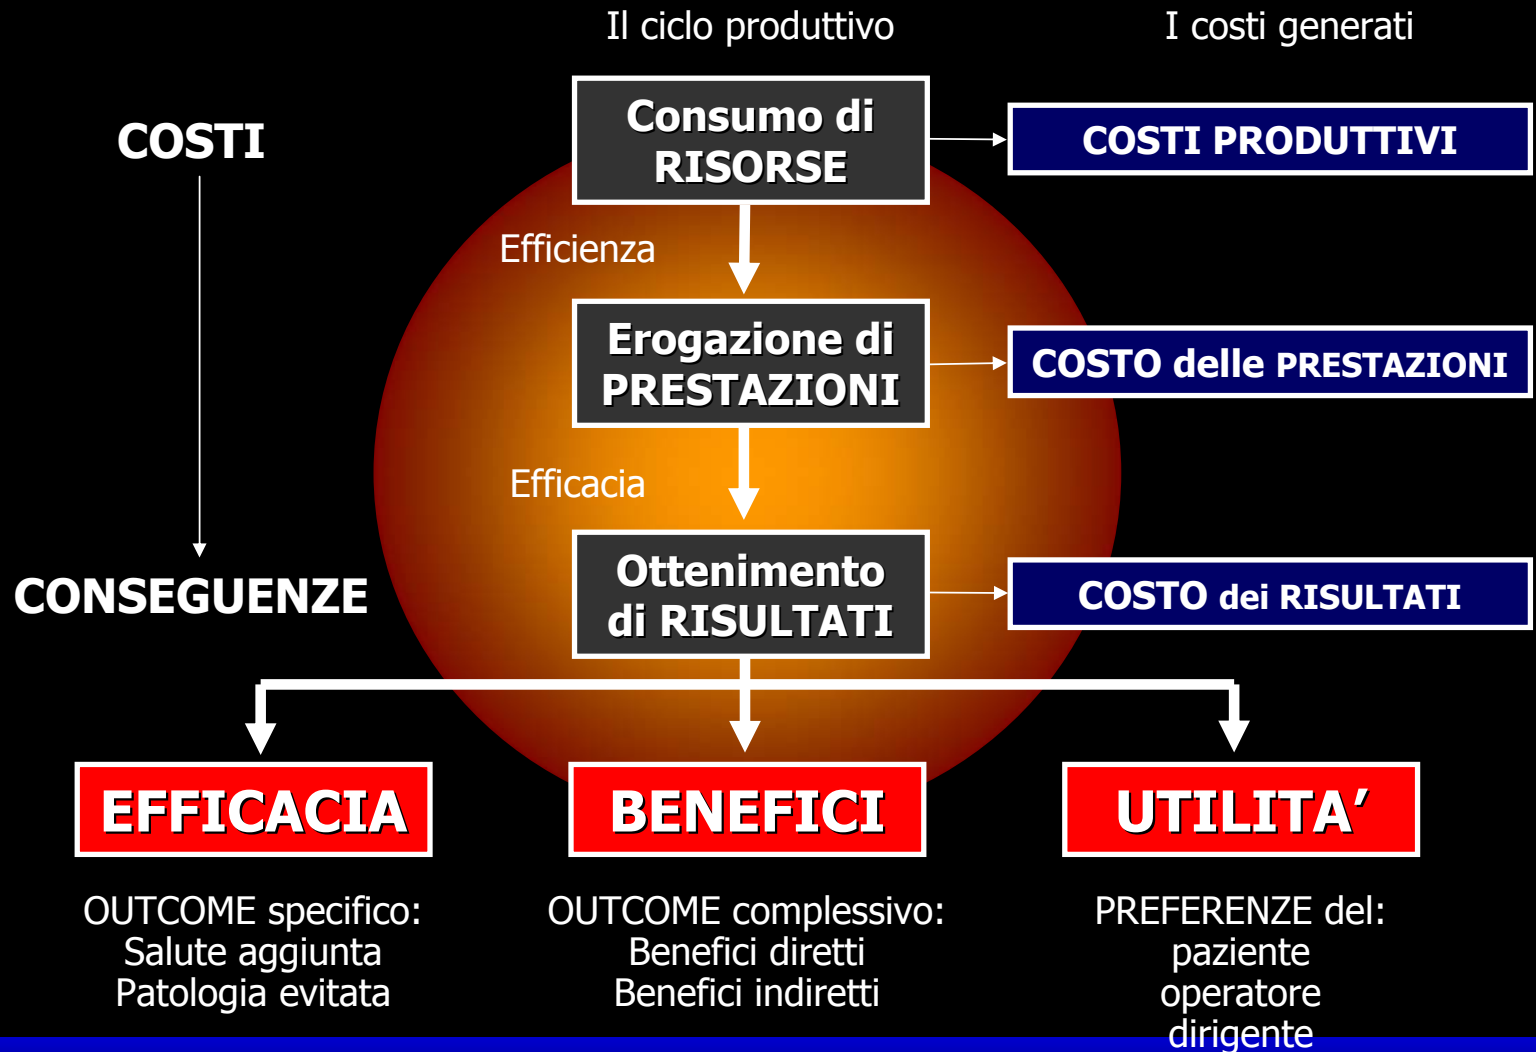 Il ciclo produttivo
I costi generati
COSTI
Consumo di
RISORSE
COSTI PRODUTTIVI
Efficienza
Erogazione di
PRESTAZIONI
COSTO delle PRESTAZIONI
Efficacia
CONSEGUENZE
Ottenimento
di RISULTATI
COSTO dei RISULTATI
EFFICACIA
BENEFICI
UTILITA’
OUTCOME specifico:
Salute aggiunta
Patologia evitata
OUTCOME complessivo:
Benefici diretti
Benefici indiretti
PREFERENZE del:
paziente
operatore
dirigente